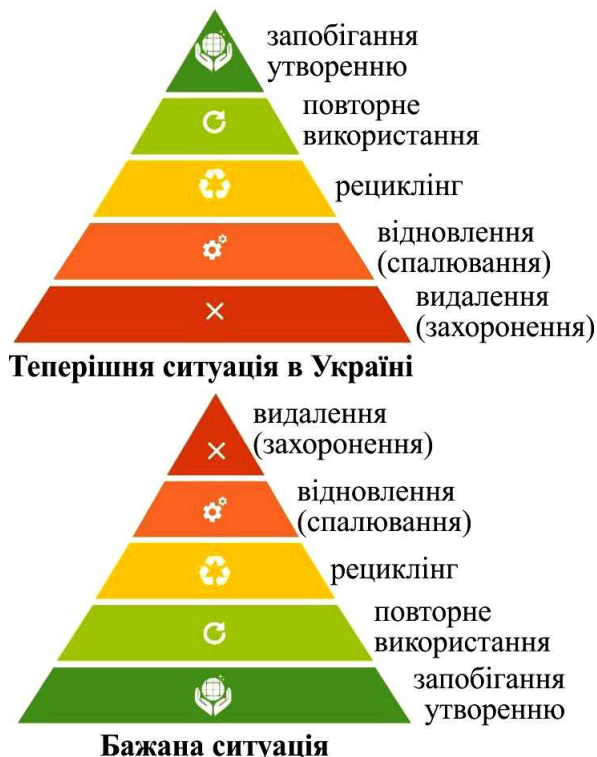 запобігання
утворенню
повторне
використання
рециклінг
відновлення
(спалювання)
видалення
(захоронення)
Теперішня ситуація в Україні
видалення
(захоронення)
відновлення
(спалювання)
рециклінг
повторне
використання
запобігання
утворенню
Бажана ситуація